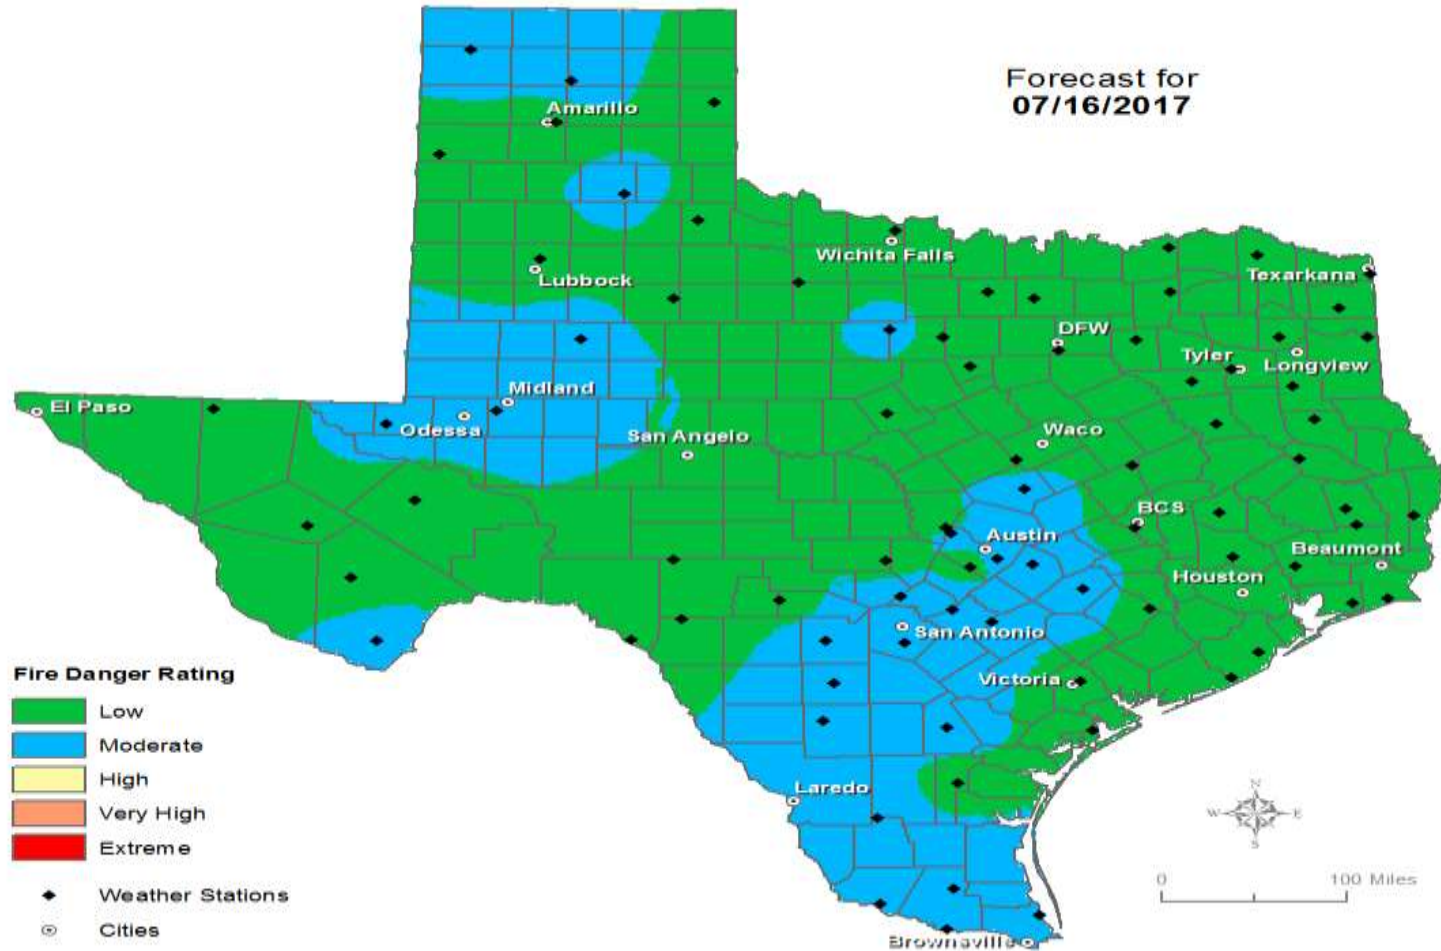 Forecast for
07/16/2017
Amarillo
Wichita Falls
Lubbock
Texarkana
DFW
Tyler
Longview
Midland
El Paso
Odessa
San Angelo
Waco
BCS
Austin
Beaumont
Houston
San Antonio
Victoria
Laredo
Brownsville
Fire Danger Rating
Low
Moderate
High
Very High
Extreme
Weather Stations
Cities
N
W E
S
0 100 Miles